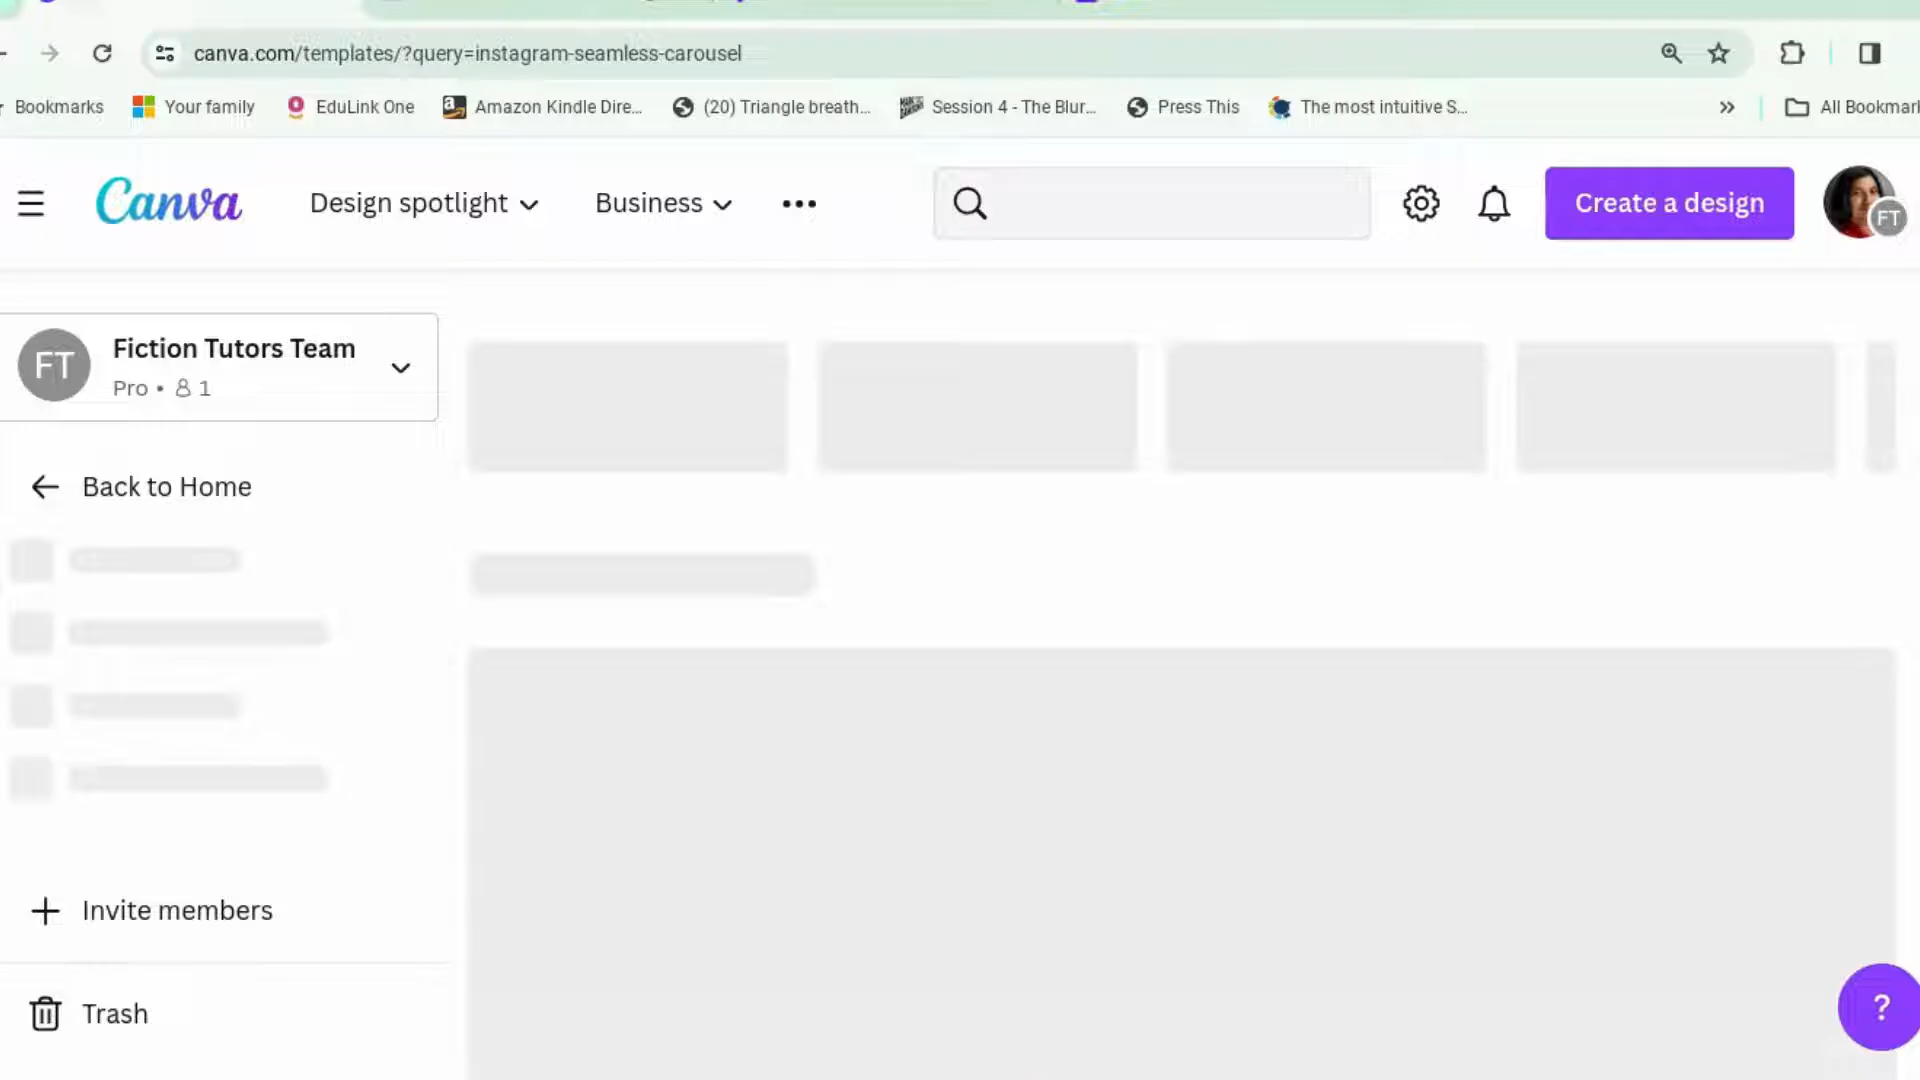 canva.com/templates/?query=instagram-seamless-carousel
Bookmarks Your family EduLink One Amazon Kindle Dire... (20) Triangle breath... Session 4 - The Blur... Press This The most intuitive S... » All Bookmark
Canva Design spotlight Business Create a design FT
FT Fiction Tutors Team
Pro • 1
Back to Home
Invite members
Trash
?